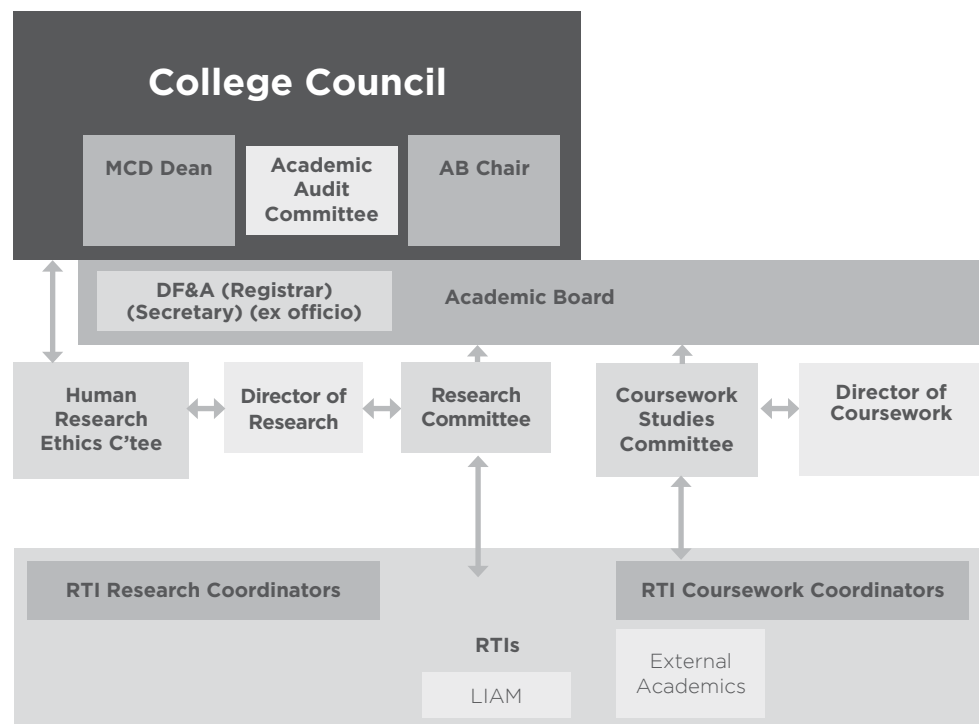 College Council
MCD Dean
Academic
Audit
Committee
AB Chair
DF&A (Registrar)
(Secretary) (ex officio)
Academic Board
Human
Research
Ethics C’tee
Director of
Research
Research
Committee
Coursework
Studies
Committee
Director of
Coursework
RTI Research Coordinators
RTI Coursework Coordinators
RTIs
LIAM
External
Academics